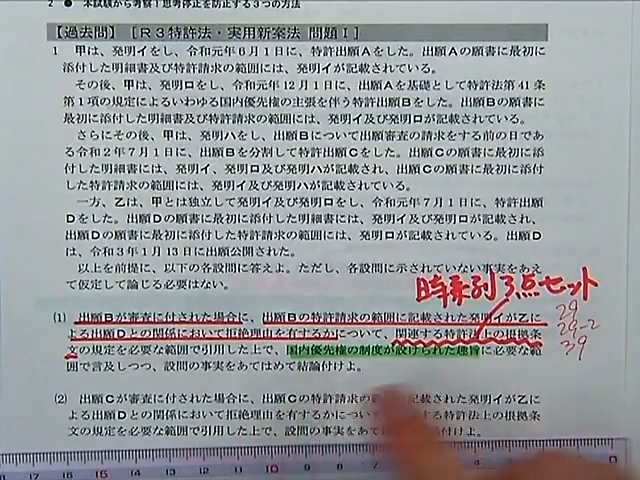 2 ● 本試験から考察！思考停止を防止する3つの方法
【過去問】［R３特許法・実用新案法 問題Ⅰ］
1 甲は、発明イをし、令和元年６月１日に、特許出願Ａをした。出願Ａの願書に最初に
添付した明細書及び特許請求の範囲には、発明イが記載されている。
その後、甲は、発明ロをし、令和元年12月１日に、出願Ａを基礎として特許法第41条
第１項の規定によるいわゆる国内優先権の主張を伴う特許出願Ｂをした。出願Ｂの願書に
最初に添付した明細書及び特許請求の範囲には、発明イ及び発明ロが記載されている。
さらにその後、甲は、発明ハをし、出願Ｂについて出願審査の請求をする前の日であ
る令和２年７月１日に、出願Ｂを分割して特許出願Ｃをした。出願Ｃの願書に最初に添
付した明細書には、発明イ、発明ロ及び発明ハが記載され、出願Ｃの願書に最初に添付
した特許請求の範囲には、発明イ及び発明ハが記載されている。
一方、乙は、甲とは独立して発明イ及び発明ロをし、令和元年７月１日に、特許出願
Ｄをした。出願Ｄの願書に最初に添付した明細書には、発明イ及び発明ロが記載され、
出願Ｄの願書に最初に添付した特許請求の範囲には、発明ロが記載されている。出願Ｄ
は、令和３年１月13日に出願公開された。
以上を前提に、以下の各設問に答えよ。ただし、各設問に示されていない事実をあえ
て仮定して論じる必要はない。
時系列 3点セット
29
29-2
39
(1) 出願Ｂが審査に付された場合に、出願Ｂの特許請求の範囲に記載された発明イが乙に
よる出願Ｄとの関係において拒絶理由を有するかについて、関連する特許法上の根拠条
文の規定を必要な範囲で引用した上で、国内優先権の制度が設けられた趣旨に必要な範
囲で言及しつつ、設問の事実をあてはめて結論付けよ。
(2) 出願Ｃが審査に付された場合に、出願Ｃの特許請求の に記載された発明イが乙に
よる出願Ｄとの関係において拒絶理由を有するかについ する特許法上の根拠条
文の規定を必要な範囲で引用した上で、設問の事実をあ 付けよ。
17 16 15 11 10 9 7 4 0